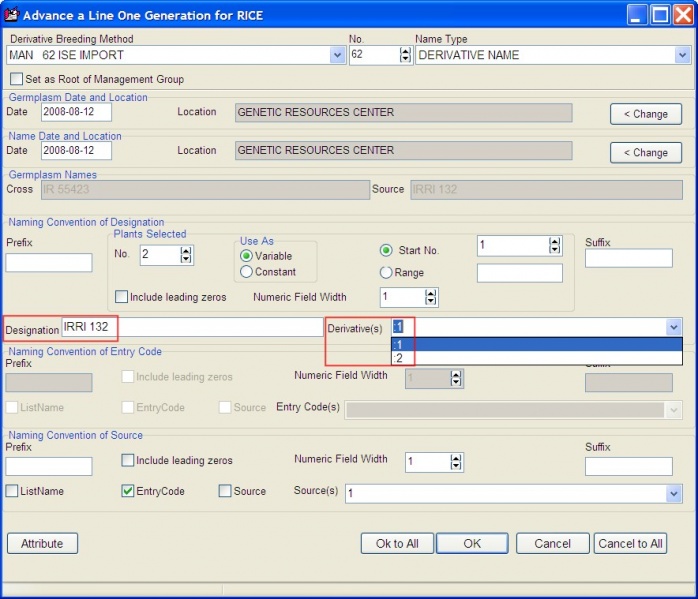 Advance a Line One Generation for RICE
Derivative Breeding Method No. Name Type
MAN 62 ISE IMPORT 62 DERIVATIVE NAME
Set as Root of Management Group
Germplasm Date and Location
Date 2008-08-12 Location GENETIC RESOURCES CENTER < Change
Name Date and Location
Date 2008-08-12 Location GENETIC RESOURCES CENTER < Change
Germplasm Names
Cross IR 55423 Source IRRI 132
Naming Convention of Designation
Prefix Plants Selected Use As Suffix
No. 2 Variable Start No. 1
Constant Range
Include leading zeros Numeric Field Width 1
Designation IRRI 132 Derivative(s) :1
:1
:2
Naming Convention of Entry Code
Prefix Include leading zeros Numeric Field Width 1 Suffix
ListName EntryCode Source Entry Code(s)
Naming Convention of Source
Prefix Include leading zeros Numeric Field Width 1 Suffix
ListName EntryCode Source Source(s) 1
Attribute Ok to All OK Cancel Cancel to All